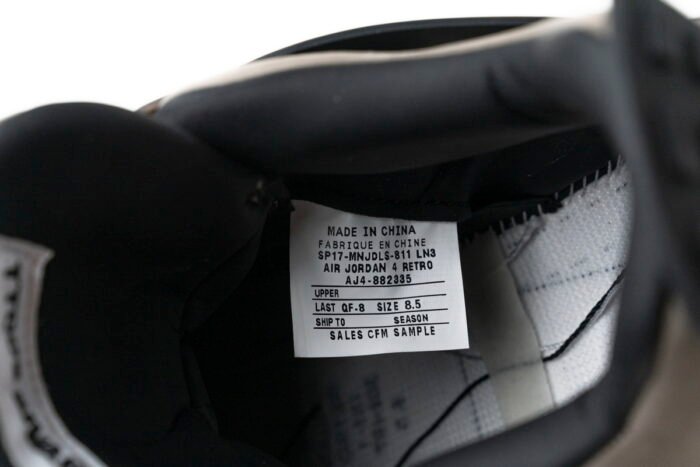 MADE IN CHINA
FABRIQUE EN CHINE
SP17-MNJDLS-811 LN3
AIR JORDAN 4 RETRO
AJ4-882335
UPPER
LAST QF-8 SIZE 8.5
SHIP TO SEASON
SALES CFM SAMPLE